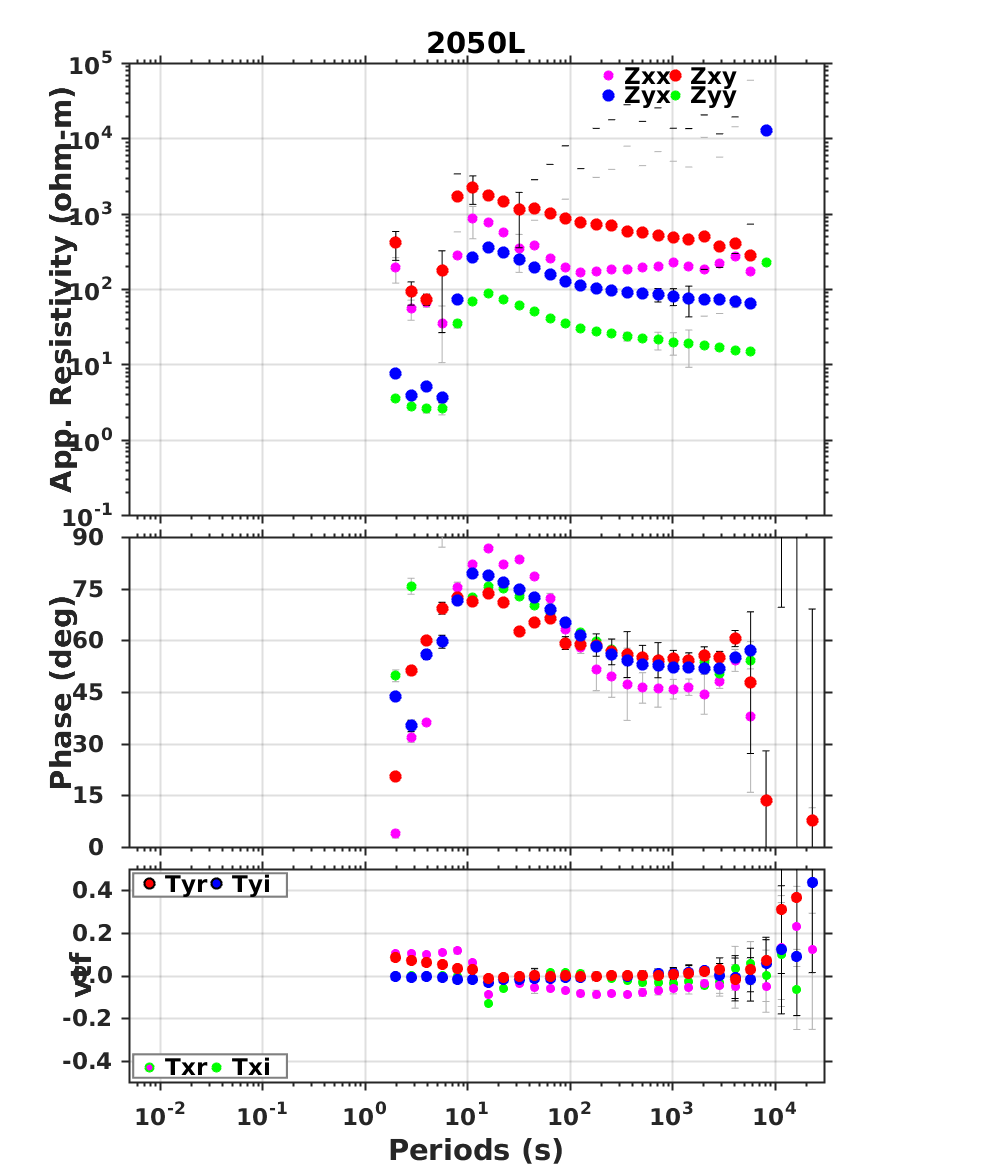 2050L
App. Resistivity (ohm-m)
10^5
10^4
10^3
10^2
10^1
10^0
10^-1
Zxx Zxy
Zyx Zyy
Phase (deg)
90
75
60
45
30
15
0
vtf
0.4
0.2
0.0
-0.2
-0.4
Tyr Tyi
Txr Txi
10^-2 10^-1 10^0 10^1 10^2 10^3 10^4
Periods (s)